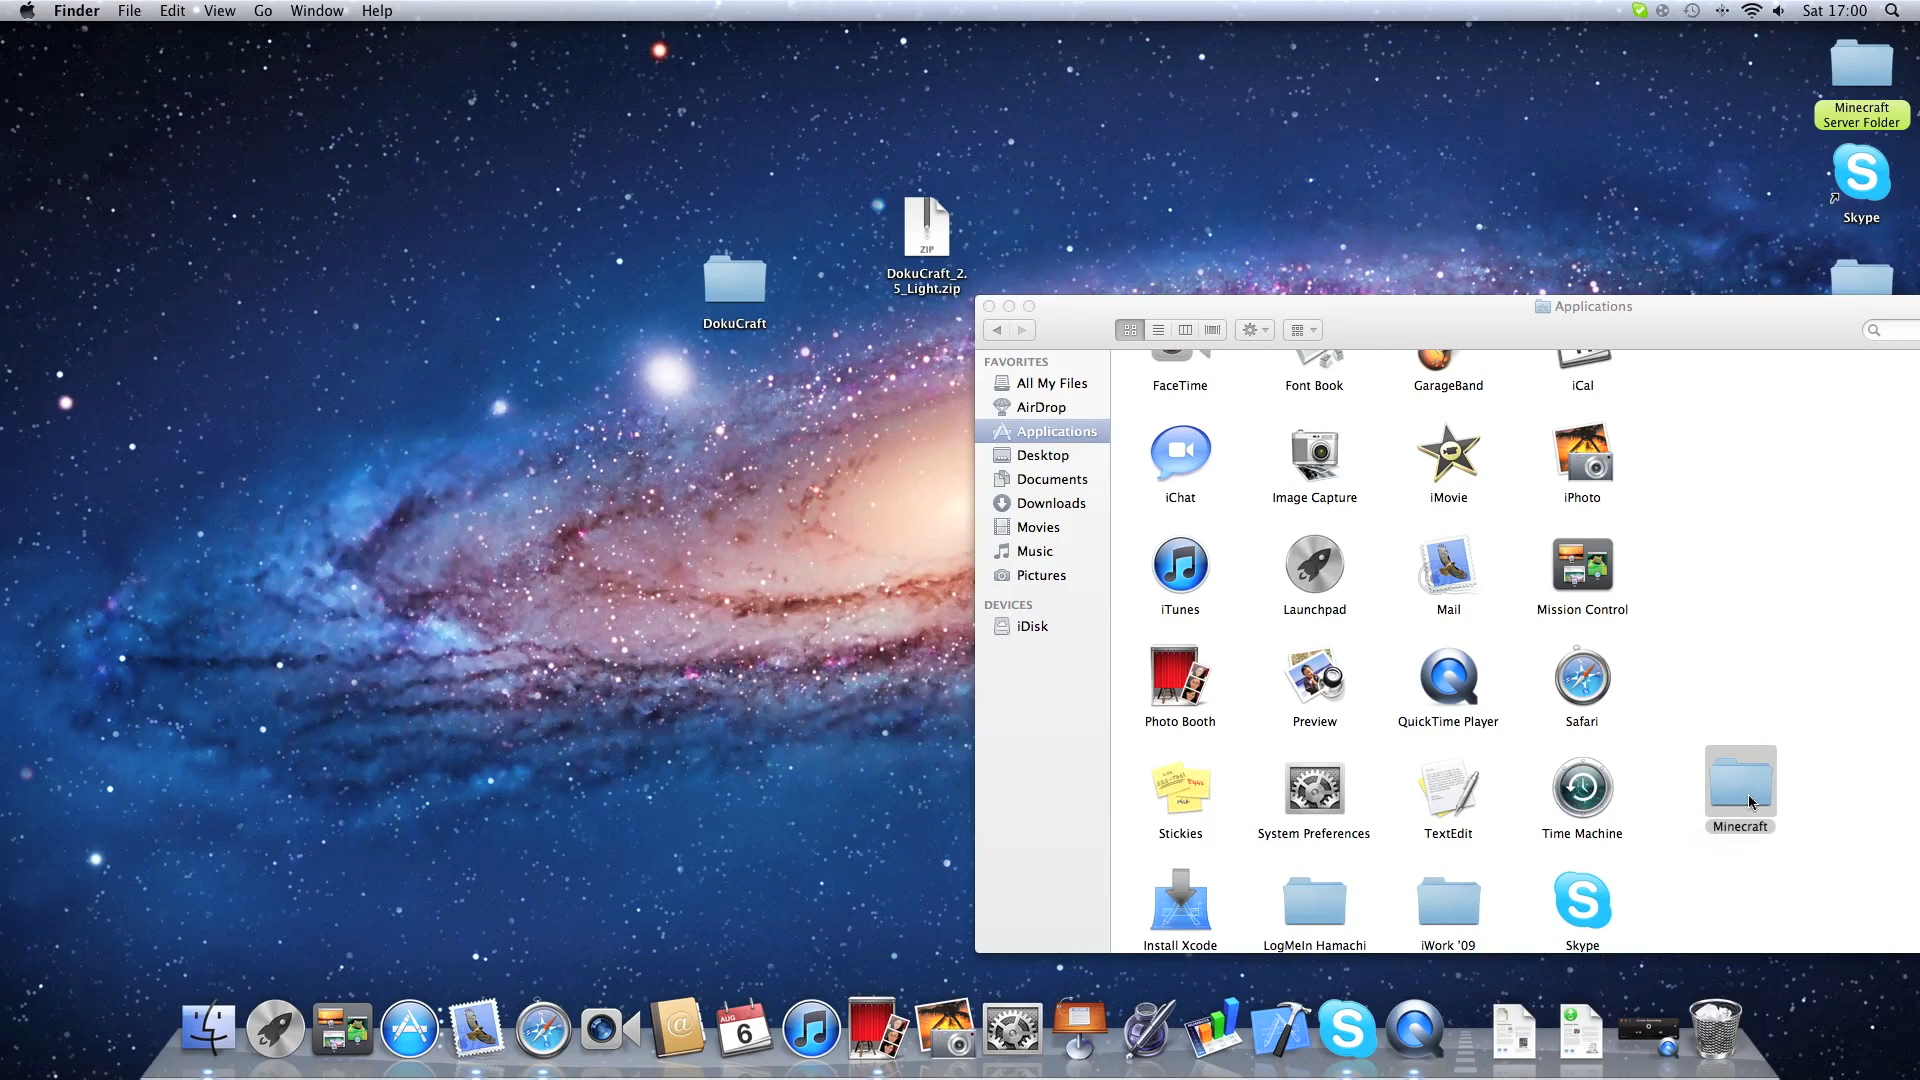 Finder File Edit View Go Window Help
Sat 17:00
Minecraft
Server Folder
Skype
ZIP
DokuCraft_2.
5_Light.zip
DokuCraft
Applications
FAVORITES
All My Files
AirDrop
Applications
Desktop
Documents
Downloads
Movies
Music
Pictures
DEVICES
iDisk
FaceTime Font Book GarageBand iCal
iChat Image Capture iMovie iPhoto
iTunes Launchpad Mail Mission Control
Photo Booth Preview QuickTime Player Safari
Stickies System Preferences TextEdit Time Machine Minecraft
Install Xcode LogMeIn Hamachi iWork '09 Skype
AUG
6